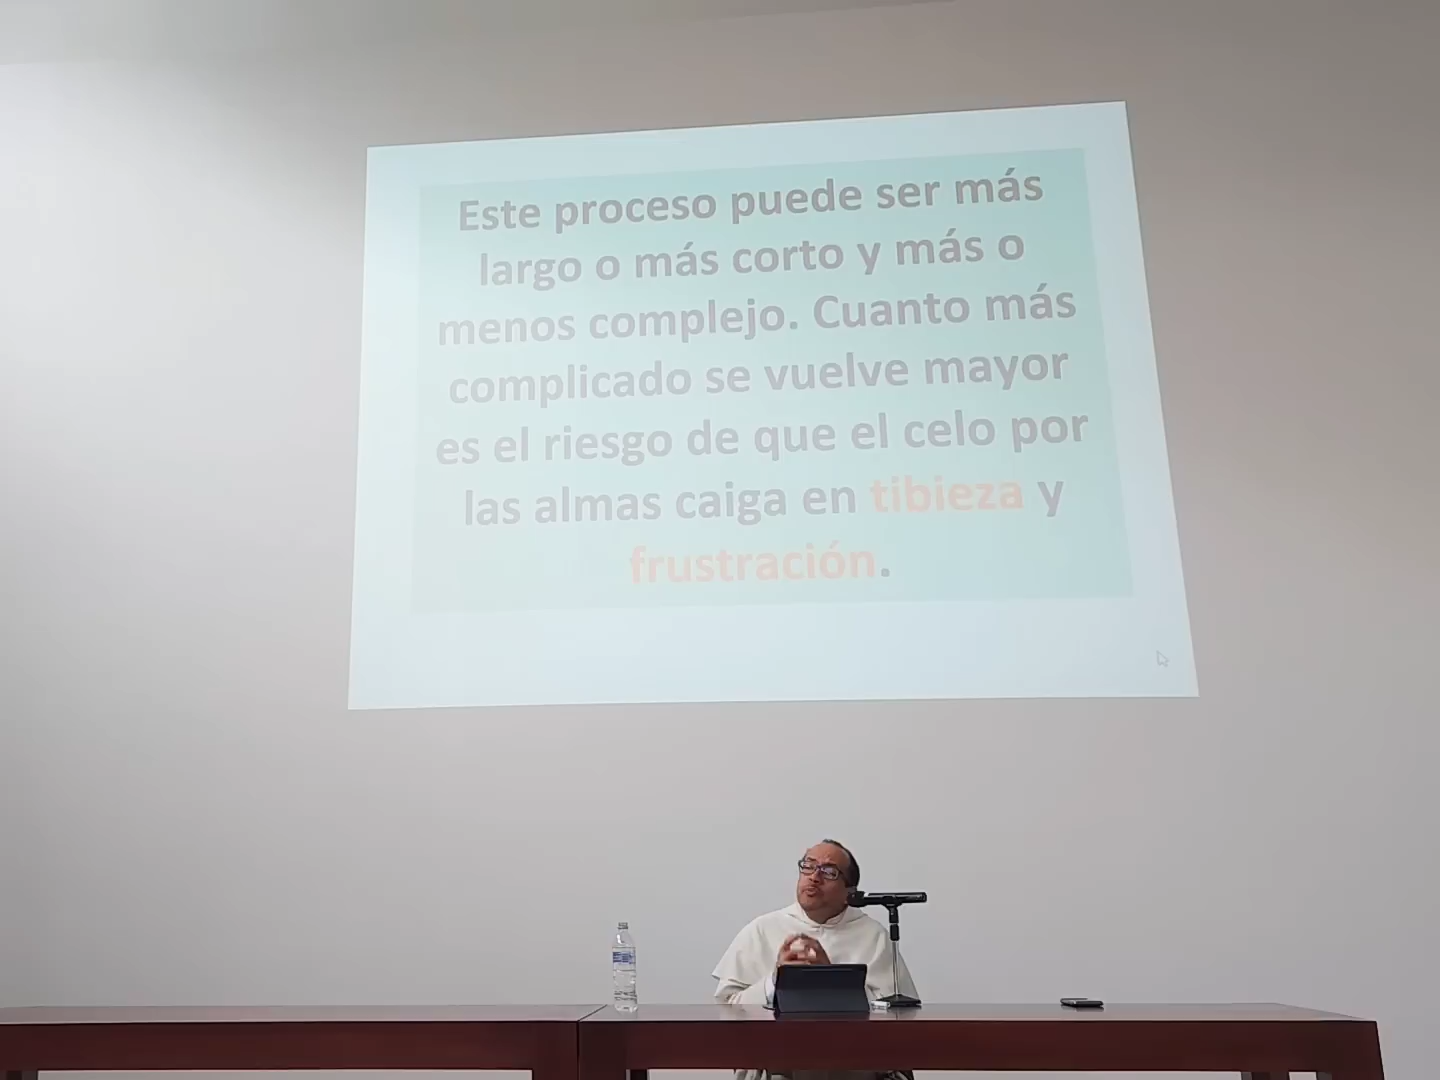 Este proceso puede ser más
largo o más corto y más o
menos complejo. Cuanto más
complicado se vuelve mayor
es el riesgo de que el celo por
las almas caiga en tibieza y
frustración.